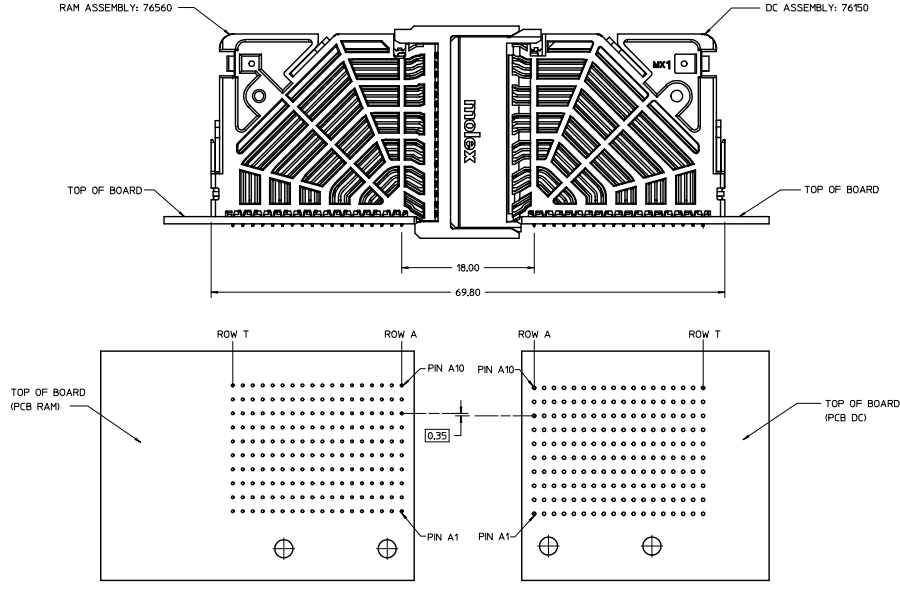 RAM ASSEMBLY: 76560
DC ASSEMBLY: 76150
MX1
molex
TOP OF BOARD
TOP OF BOARD
18.00
69.80
ROW T
ROW A
ROW A
ROW T
PIN A10
PIN A10
TOP OF BOARD
(PCB RAM)
TOP OF BOARD
(PCB DC)
0.35
PIN A1
PIN A1